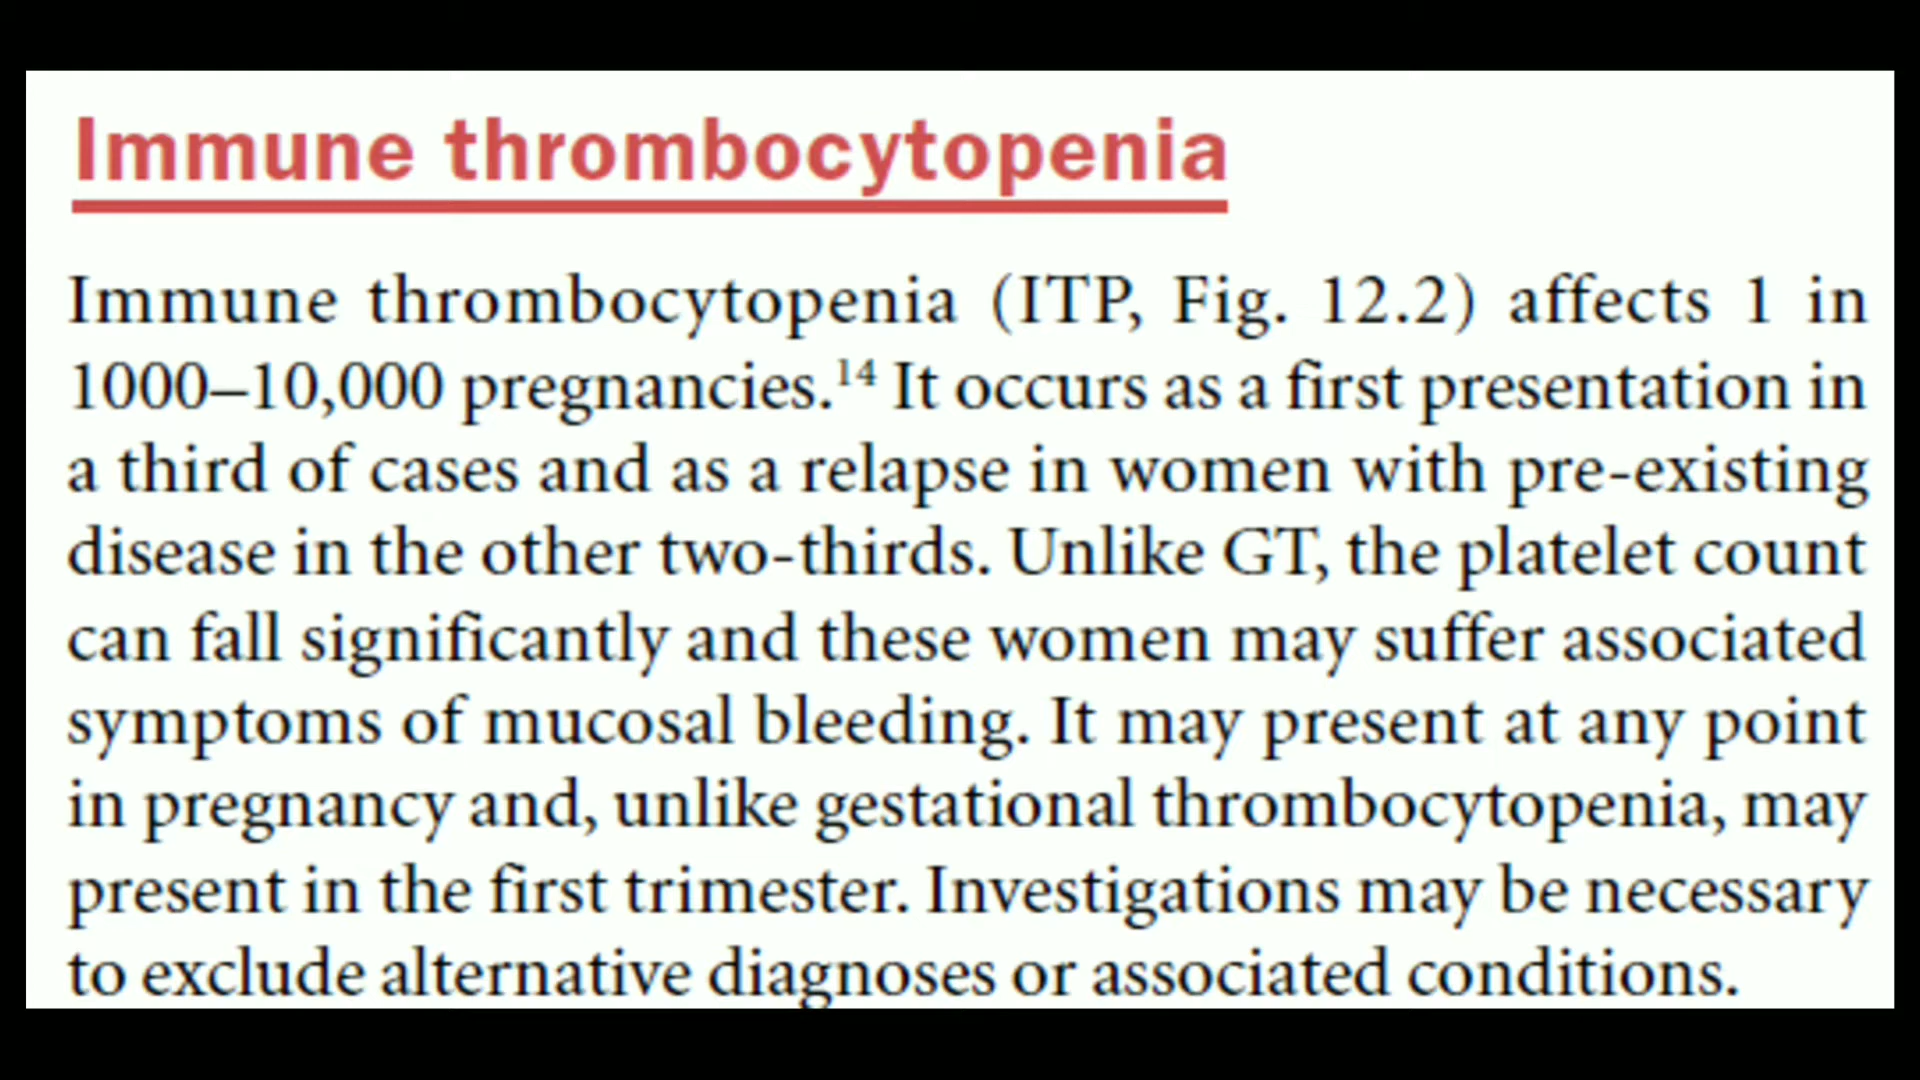 Immune thrombocytopenia
Immune thrombocytopenia (ITP, Fig. 12.2) affects 1 in
1000–10,000 pregnancies.¹⁴ It occurs as a first presentation in
a third of cases and as a relapse in women with pre-existing
disease in the other two-thirds. Unlike GT, the platelet count
can fall significantly and these women may suffer associated
symptoms of mucosal bleeding. It may present at any point
in pregnancy and, unlike gestational thrombocytopenia, may
present in the first trimester. Investigations may be necessary
to exclude alternative diagnoses or associated conditions.